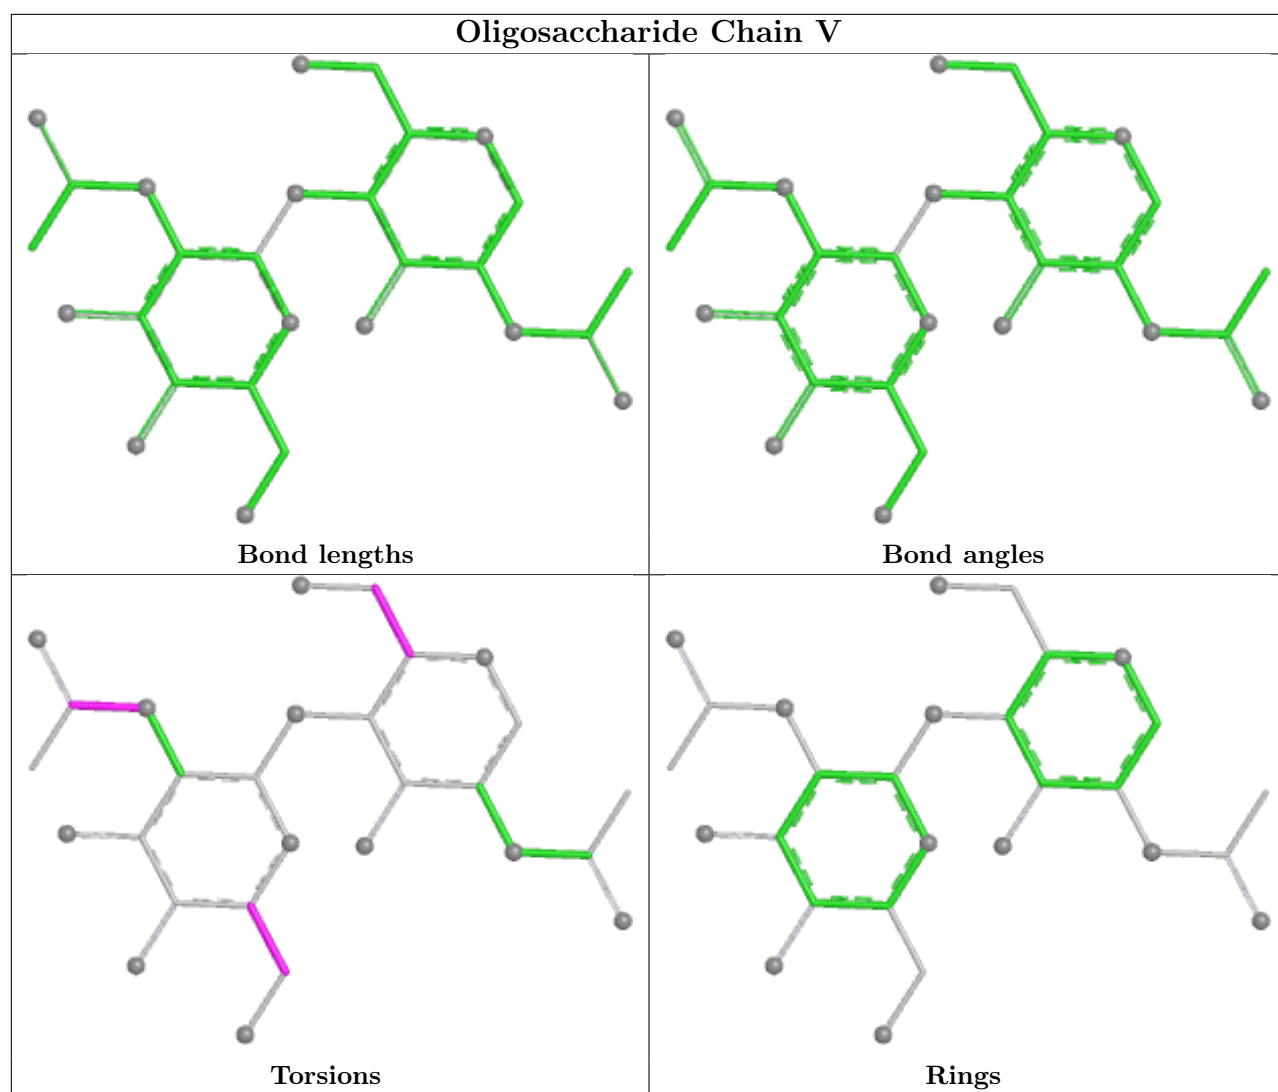 Oligosaccharide Chain V
Bond lengths
Bond angles
Torsions
Rings